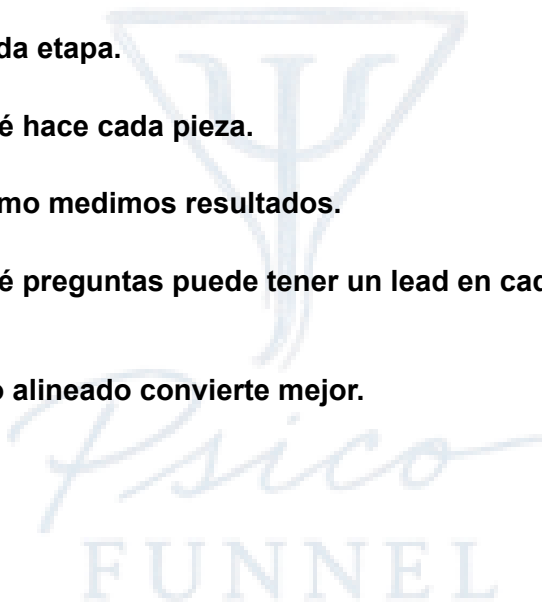 da etapa.
é hace cada pieza.
mo medimos resultados.
é preguntas puede tener un lead en cad
o alineado convierte mejor.
Psico
FUNNEL